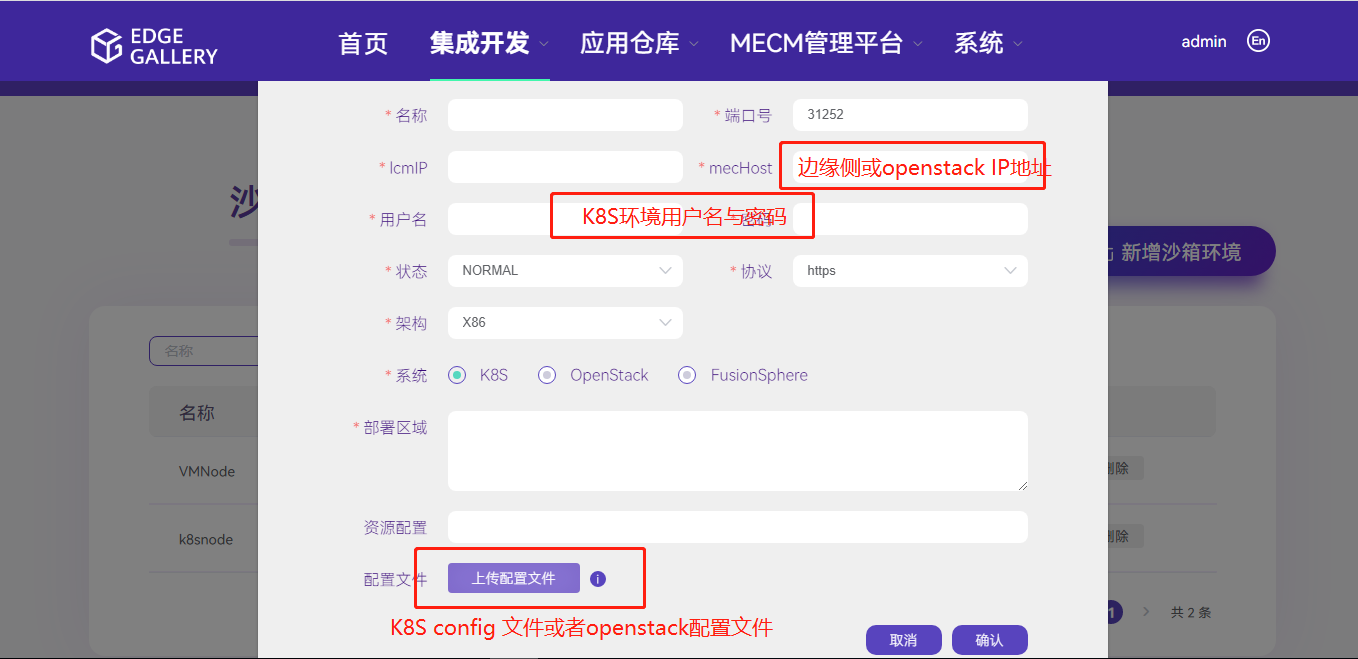 EDGE
GALLERY
首页
集成开发
应用仓库
MECM管理平台
系统
admin
En
* 名称
* 端口号
31252
* lcmIP
* mecHost
边缘侧或openstack IP地址
* 用户名
K8S环境用户名与密码
沙
新增沙箱环境
* 状态
NORMAL
* 协议
https
* 架构
X86
名称
* 系统
K8S
OpenStack
FusionSphere
名称
* 部署区域
VMNode
删除
资源配置
k8snode
删除
配置文件
上传配置文件
i
1
共 2 条
K8S config 文件或者openstack配置文件
取消
确认